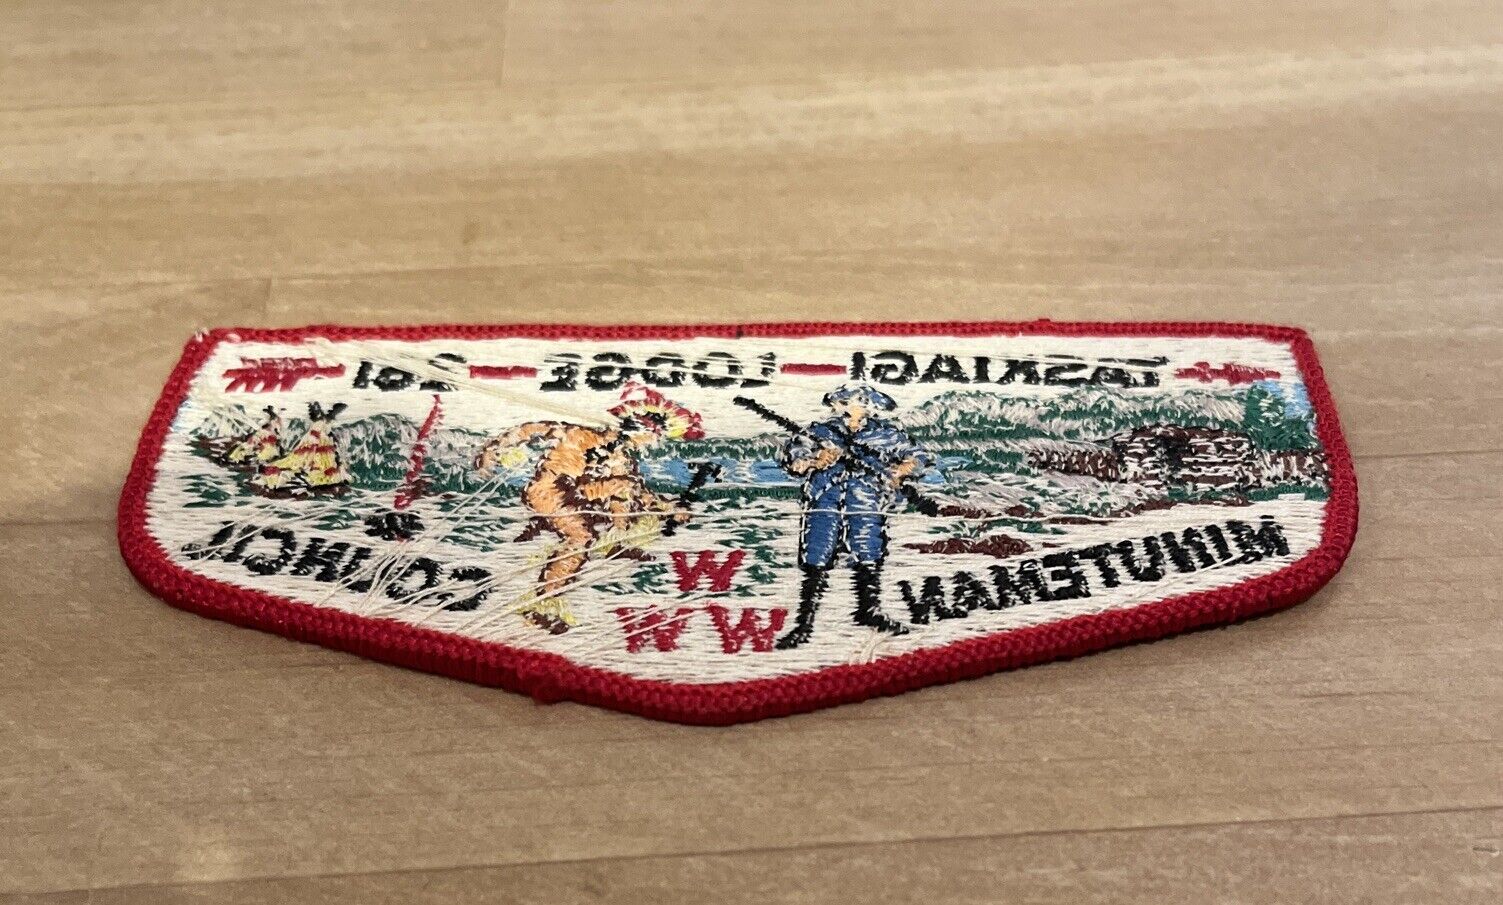 TASKIAGI LODGE 261
MINUTEMAN COUNCIL
W
WW